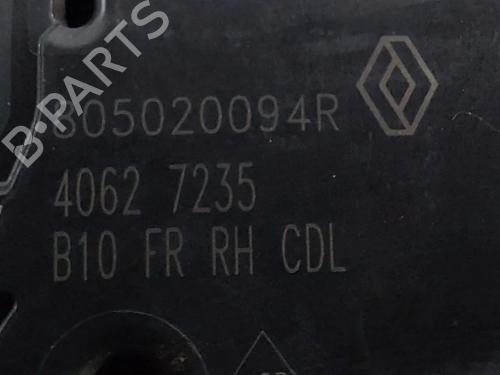 805020094R
4062 7235
B10 FR RH CDL
B-PARTS